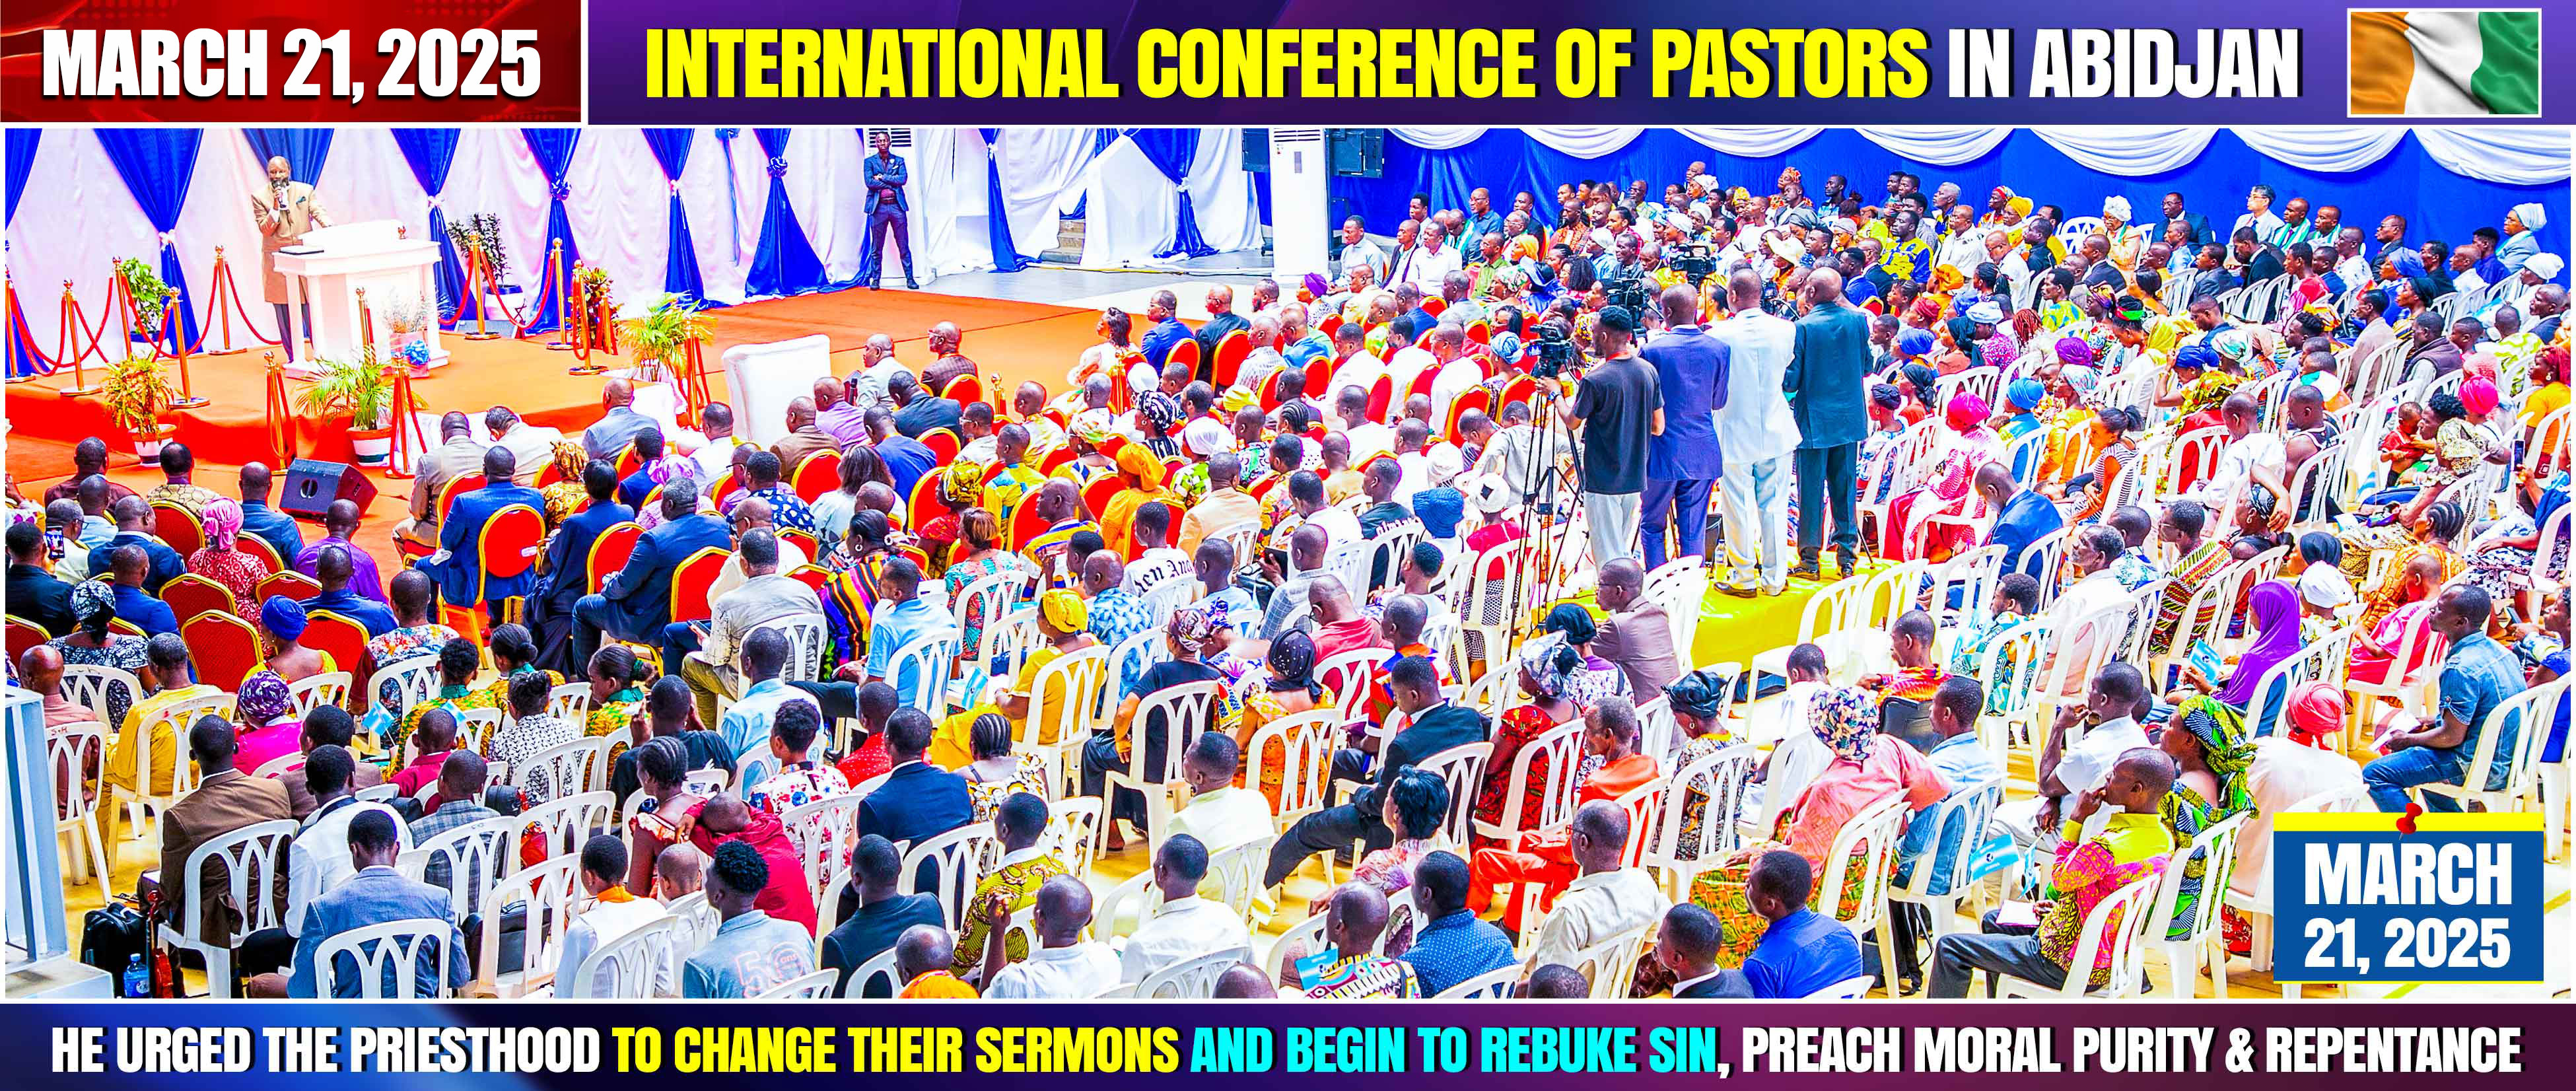 MARCH 21, 2025
INTERNATIONAL CONFERENCE OF PASTORS IN ABIDJAN
MARCH
21, 2025
HE URGED THE PRIESTHOOD TO CHANGE THEIR SERMONS AND BEGIN TO REBUKE SIN, PREACH MORAL PURITY & REPENTANCE